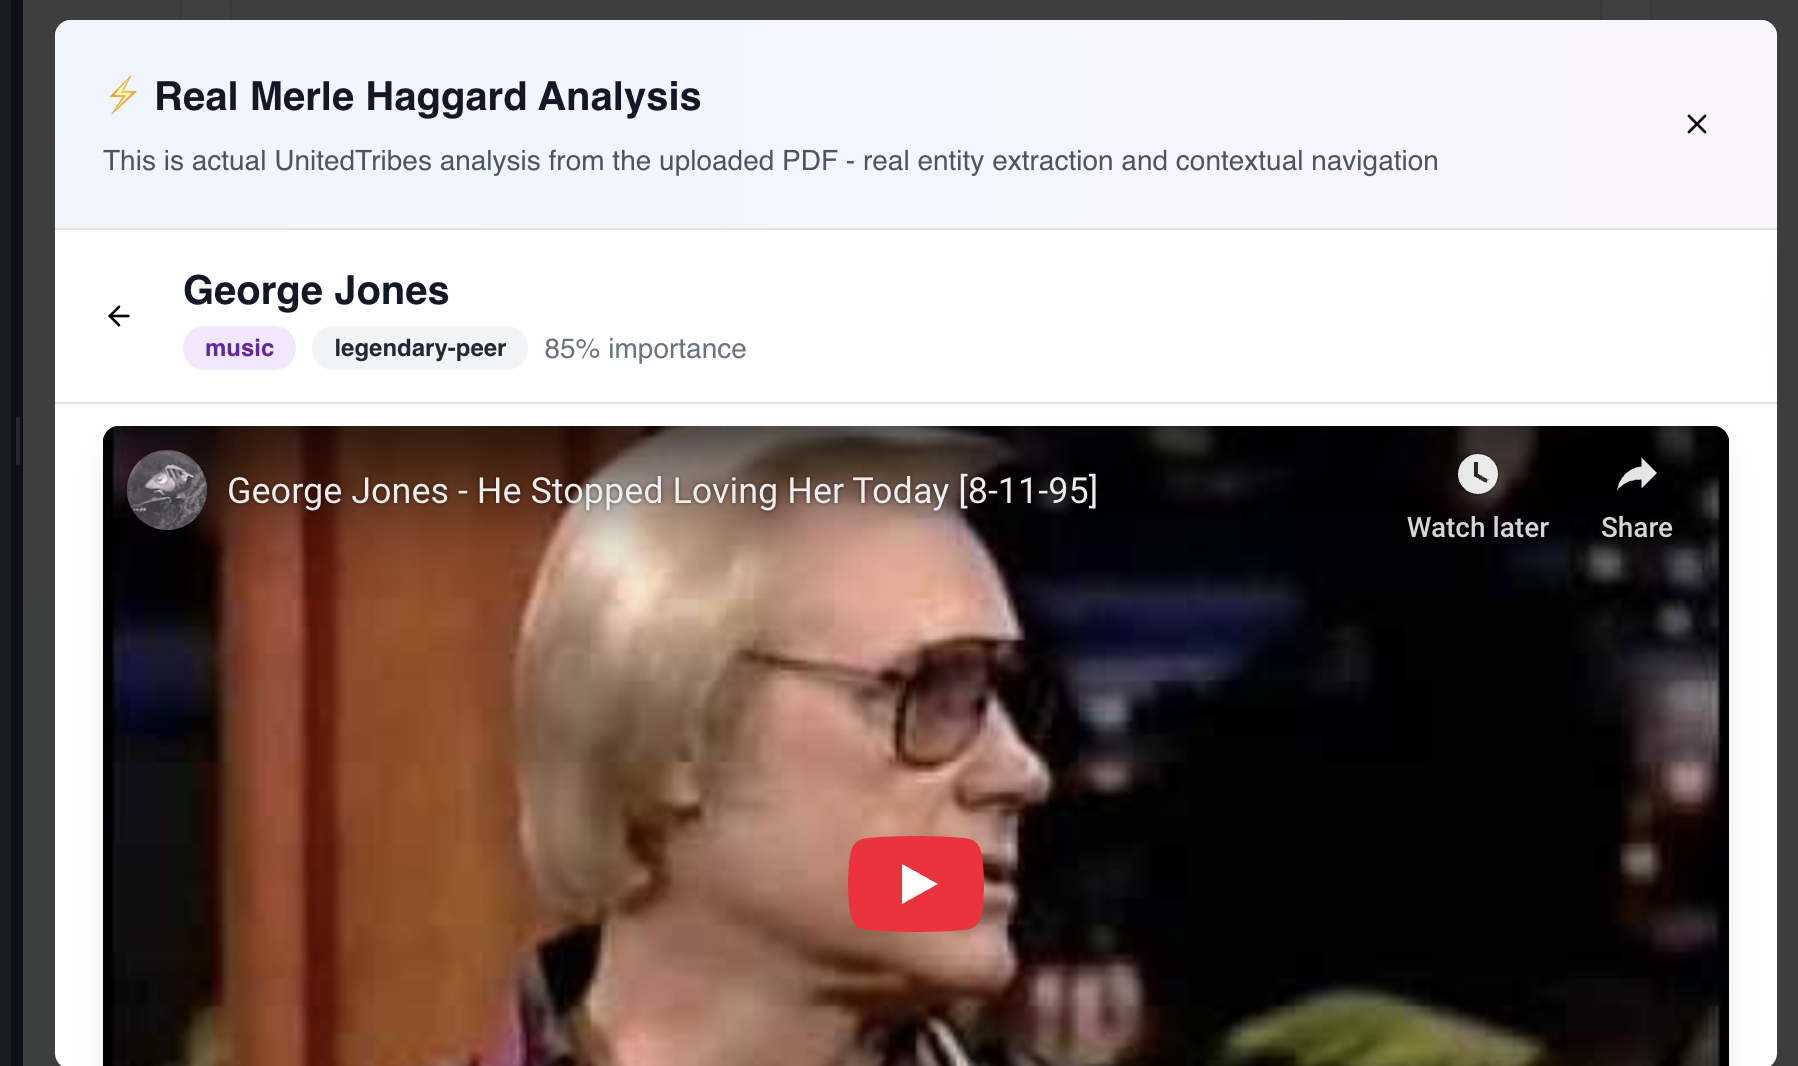 ⚡ Real Merle Haggard Analysis
This is actual UnitedTribes analysis from the uploaded PDF - real entity extraction and contextual navigation
George Jones
music legendary-peer 85% importance
George Jones - He Stopped Loving Her Today [8-11-95]
Watch later Share